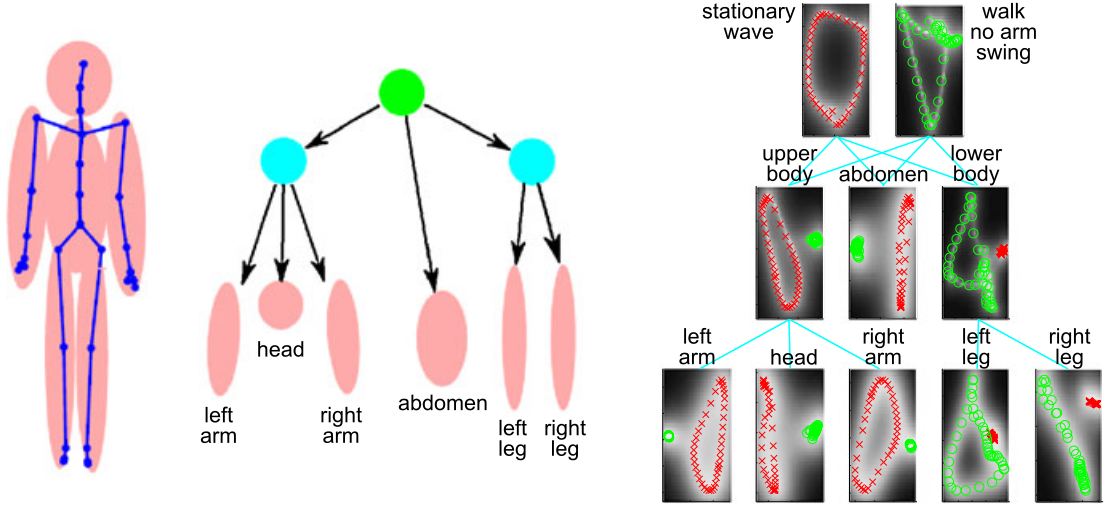 head
left
arm
right
arm
abdomen
left
leg
right
leg
stationary
wave
walk
no arm
swing
upper
body
abdomen
lower
body
left
arm
head
right
arm
left
leg
right
leg